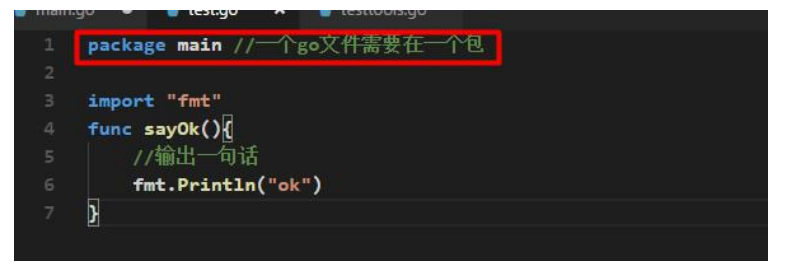 main.go test.go testtools.go
1 package main //一个go文件需要在一个包
2
3 import "fmt"
4 func sayOk(){
5 //输出一句话
6 fmt.Println("ok")
7 }